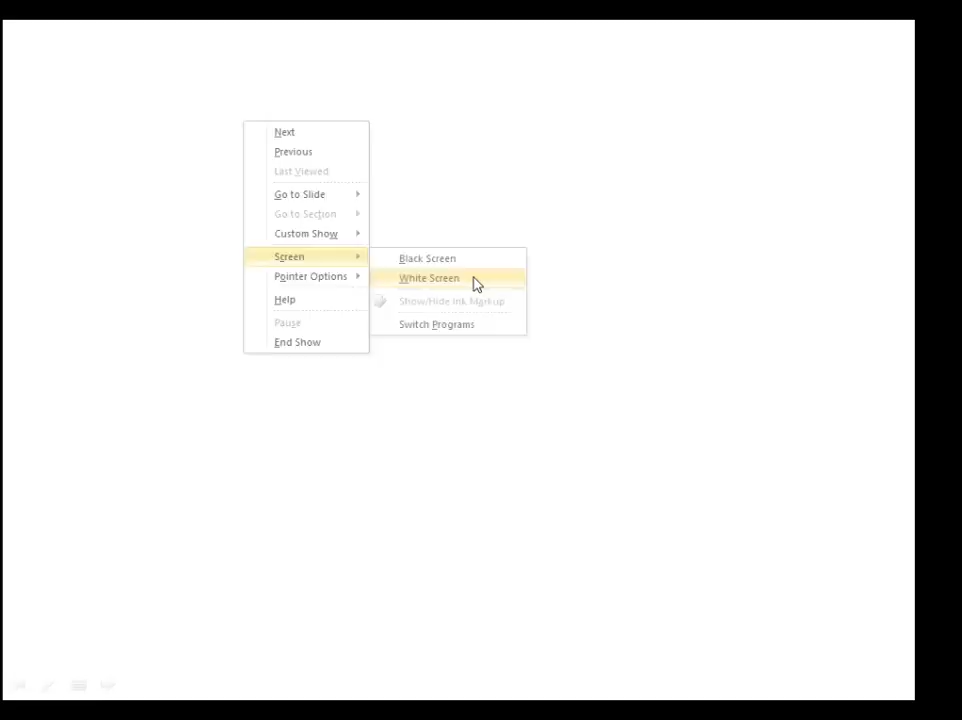 Next
Previous
Last Viewed
Go to Slide
Go to Section
Custom Show
Screen
Pointer Options
Help
Pause
End Show
Black Screen
White Screen
Show/Hide Ink Markup
Switch Programs